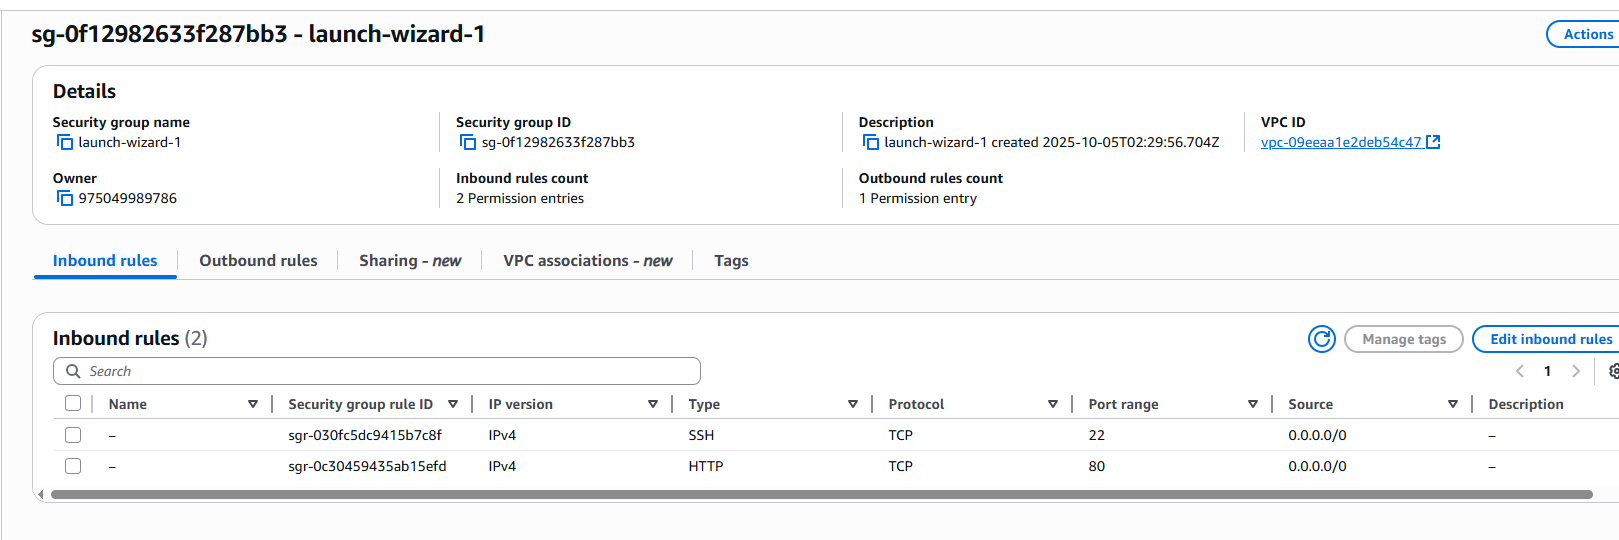 sg-0f12982633f287bb3 - launch-wizard-1
Actions
Details
Security group name
launch-wizard-1
Security group ID
sg-0f12982633f287bb3
Description
launch-wizard-1 created 2025-10-05T02:29:56.704Z
VPC ID
vpc-09eeaa1e2deb54c47
Owner
975049989786
Inbound rules count
2 Permission entries
Outbound rules count
1 Permission entry
Inbound rules Outbound rules Sharing - new VPC associations - new Tags
Inbound rules (2)
Manage tags
Edit inbound rules
Search
1
Name Security group rule ID IP version Type Protocol Port range Source Description
– sgr-030fc5dc9415b7c8f IPv4 SSH TCP 22 0.0.0.0/0 –
– sgr-0c30459435ab15efd IPv4 HTTP TCP 80 0.0.0.0/0 –